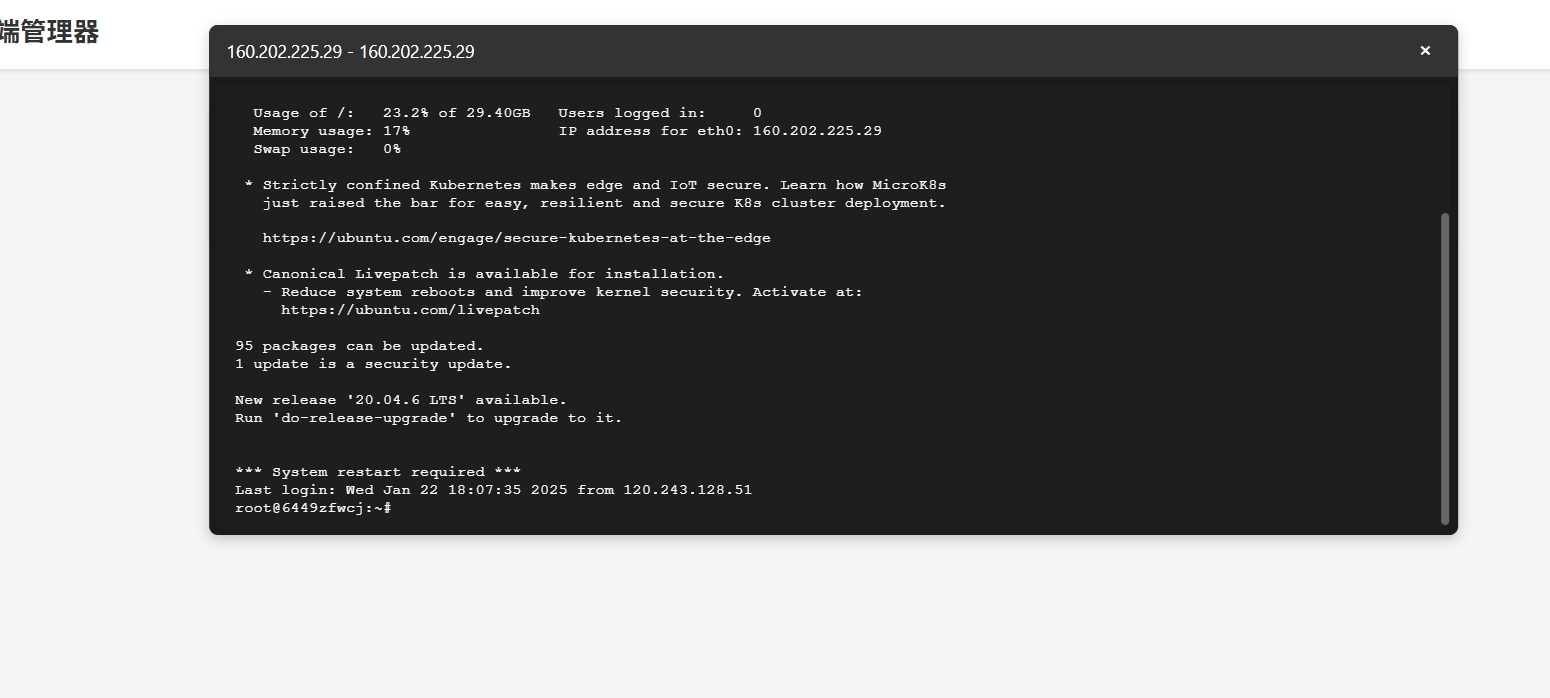 端管理器
160.202.225.29 - 160.202.225.29
×
Usage of /:   23.2% of 29.40GB   Users logged in:     0
Memory usage: 17%                IP address for eth0: 160.202.225.29
Swap usage:   0%
* Strictly confined Kubernetes makes edge and IoT secure. Learn how MicroK8s
just raised the bar for easy, resilient and secure K8s cluster deployment.
https://ubuntu.com/engage/secure-kubernetes-at-the-edge
* Canonical Livepatch is available for installation.
- Reduce system reboots and improve kernel security. Activate at:
https://ubuntu.com/livepatch
95 packages can be updated.
1 update is a security update.
New release '20.04.6 LTS' available.
Run 'do-release-upgrade' to upgrade to it.
*** System restart required ***
Last login: Wed Jan 22 18:07:35 2025 from 120.243.128.51
root@6449zfwcj:~#